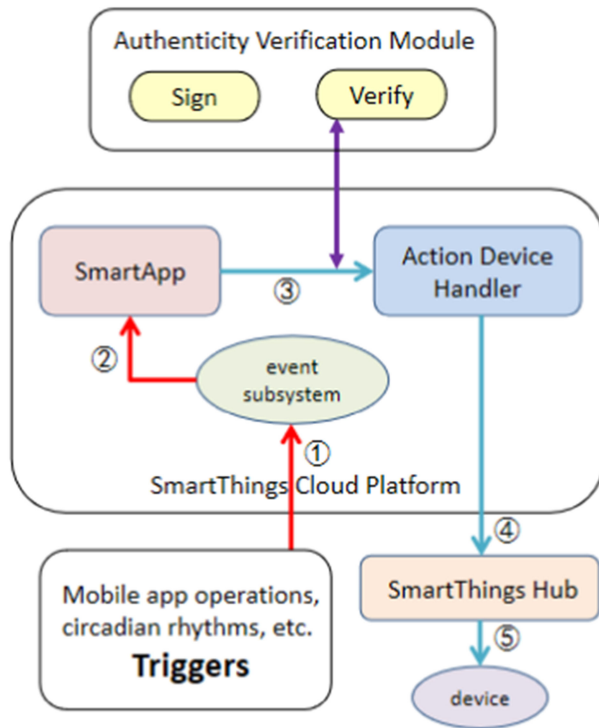 Authenticity Verification Module
Sign
Verify
SmartApp
Action Device
Handler
③
②
event
subsystem
①
SmartThings Cloud Platform
④
Mobile app operations,
circadian rhythms, etc.
Triggers
SmartThings Hub
⑤
device